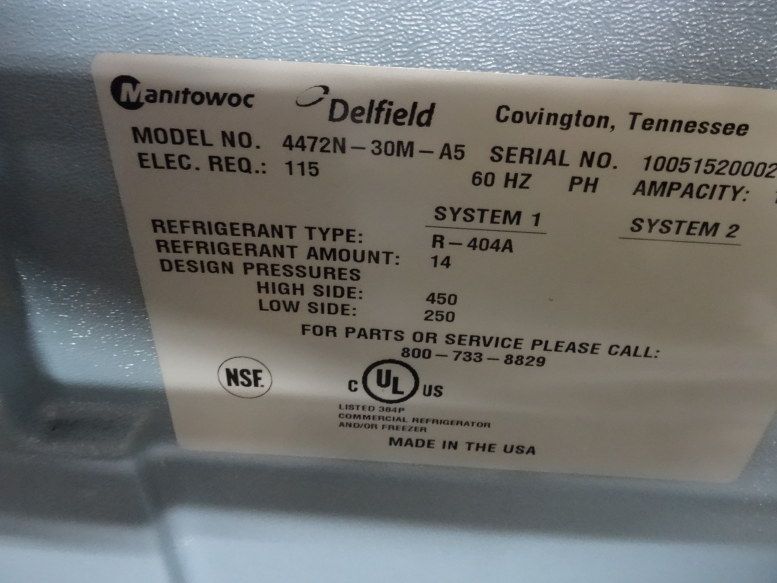 Manitowoc Delfield Covington, Tennessee
MODEL NO. 4472N-30M-A5 SERIAL NO. 10051520002
ELEC. REQ.: 115 60 HZ PH AMPACITY:
SYSTEM 1 SYSTEM 2
REFRIGERANT TYPE: R-404A
REFRIGERANT AMOUNT: 14
DESIGN PRESSURES
HIGH SIDE: 450
LOW SIDE: 250
FOR PARTS OR SERVICE PLEASE CALL:
800-733-8829
NSF. C UL US
LISTED 384P
COMMERCIAL REFRIGERATOR
AND/OR FREEZER
MADE IN THE USA